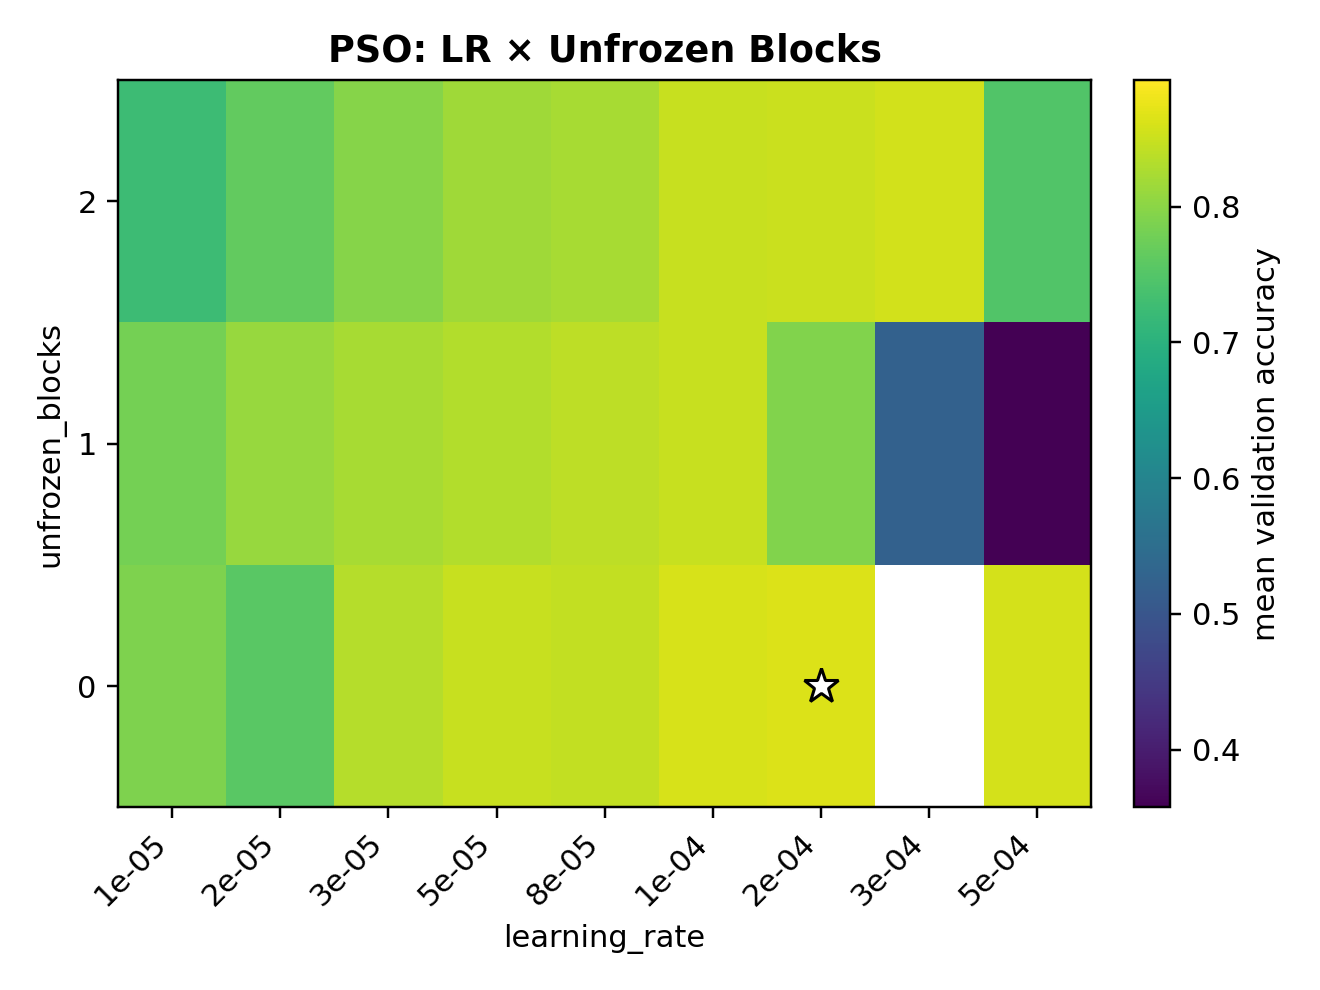 PSO: LR × Unfrozen Blocks
unfrozen_blocks
2
1
0
1e-05
2e-05
3e-05
5e-05
8e-05
1e-04
2e-04
3e-04
5e-04
learning_rate
0.8
0.7
0.6
0.5
0.4
mean validation accuracy